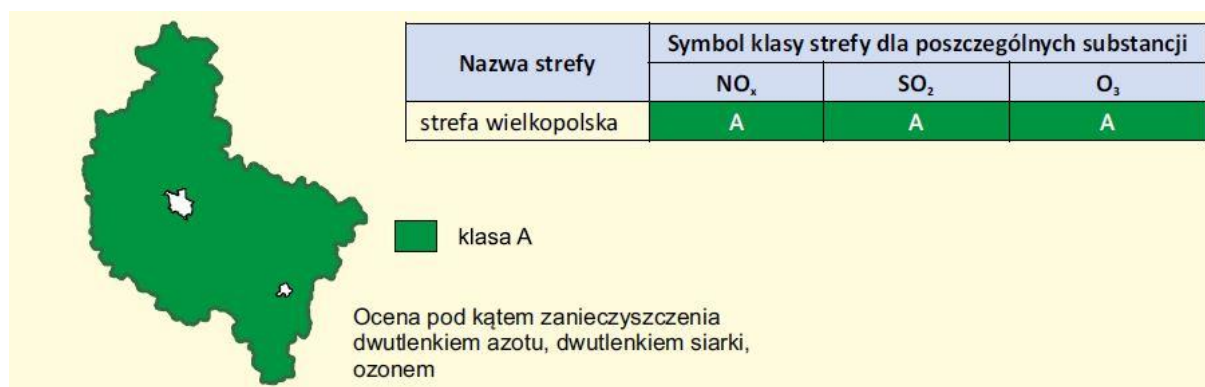 Nazwa strefy
Symbol klasy strefy dla poszczególnych substancji
NOₓ SO₂ O₃
strefa wielkopolska A A A
klasa A
Ocena pod kątem zanieczyszczenia
dwutlenkiem azotu, dwutlenkiem siarki,
ozonem